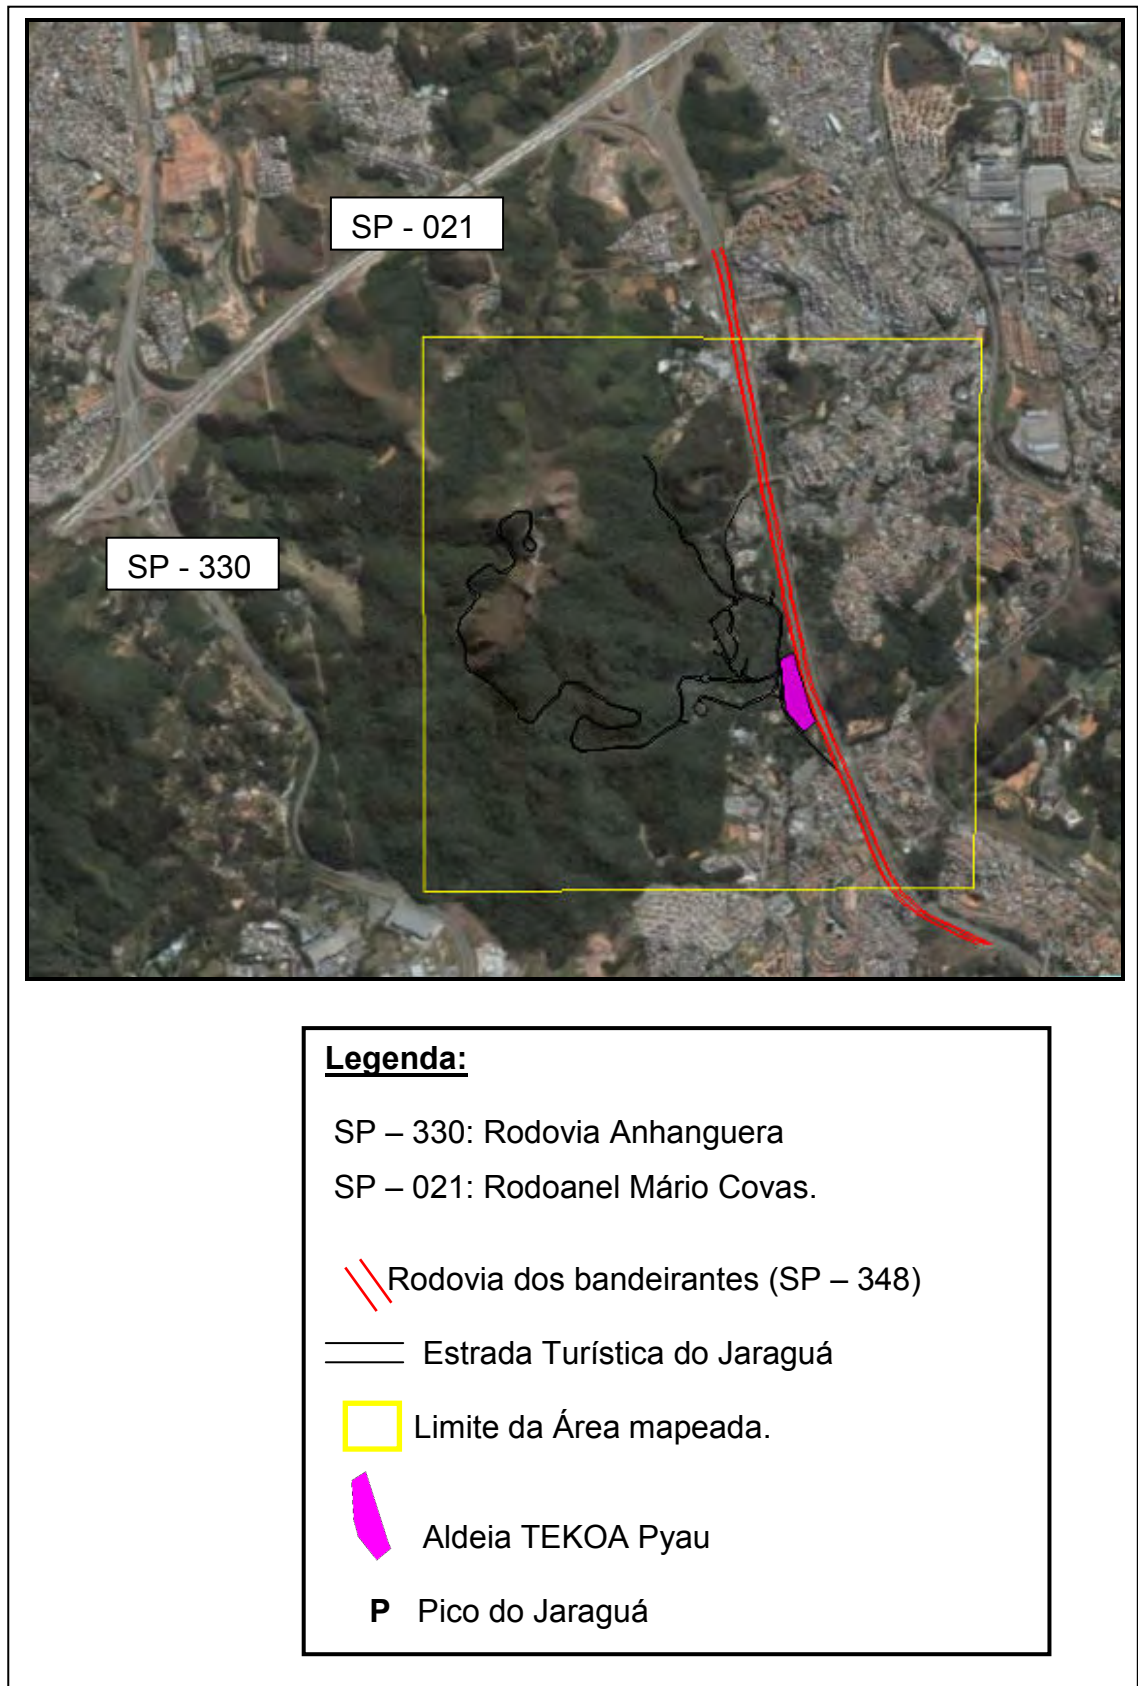 SP - 021
SP - 330
Legenda:
SP – 330: Rodovia Anhanguera
SP – 021: Rodoanel Mário Covas.
Rodovia dos bandeirantes (SP – 348)
Estrada Turística do Jaraguá
Limite da Área mapeada.
Aldeia TEKOA Pyau
P Pico do Jaraguá